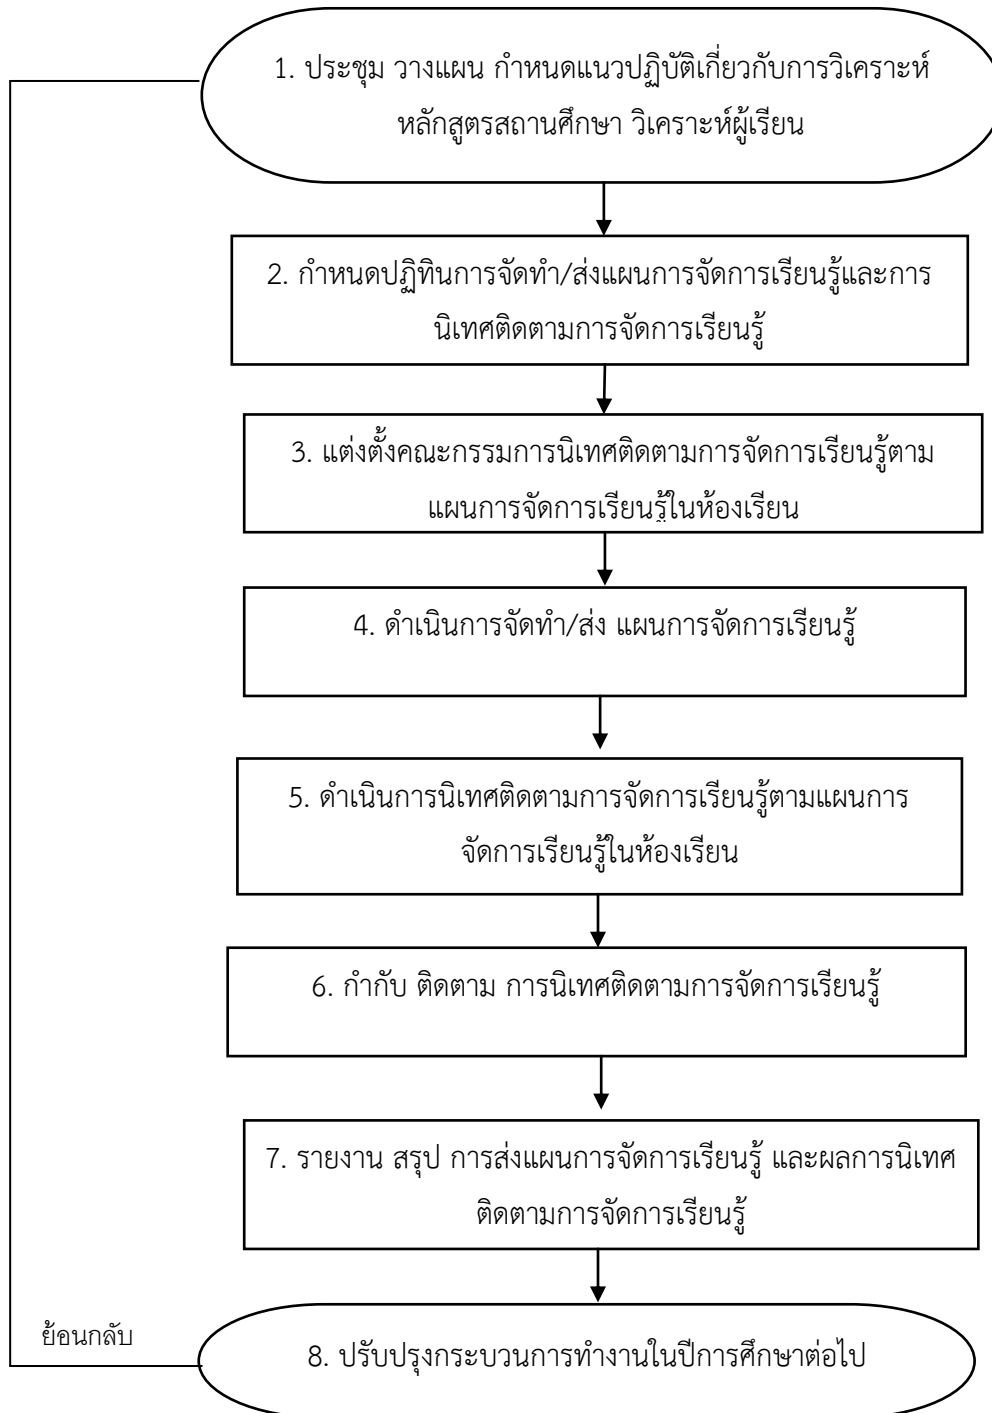 1. ประชุม วางแผน กำหนดแนวปฏิบัติเกี่ยวกับการวิเคราะห์
หลักสูตรสถานศึกษา วิเคราะห์ผู้เรียน
2. กำหนดปฏิทินการจัดทำ/ส่งแผนการจัดการเรียนรู้และการ
นิเทศติดตามการจัดการเรียนรู้
3. แต่งตั้งคณะกรรมการนิเทศติดตามการจัดการเรียนรู้ตาม
แผนการจัดการเรียนรู้ในห้องเรียน
4. ดำเนินการจัดทำ/ส่ง แผนการจัดการเรียนรู้
5. ดำเนินการนิเทศติดตามการจัดการเรียนรู้ตามแผนการ
จัดการเรียนรู้ในห้องเรียน
6. กำกับ ติดตาม การนิเทศติดตามการจัดการเรียนรู้
7. รายงาน สรุป การส่งแผนการจัดการเรียนรู้ และผลการนิเทศ
ติดตามการจัดการเรียนรู้
ย้อนกลับ
8. ปรับปรุงกระบวนการทำงานในปีการศึกษาต่อไป